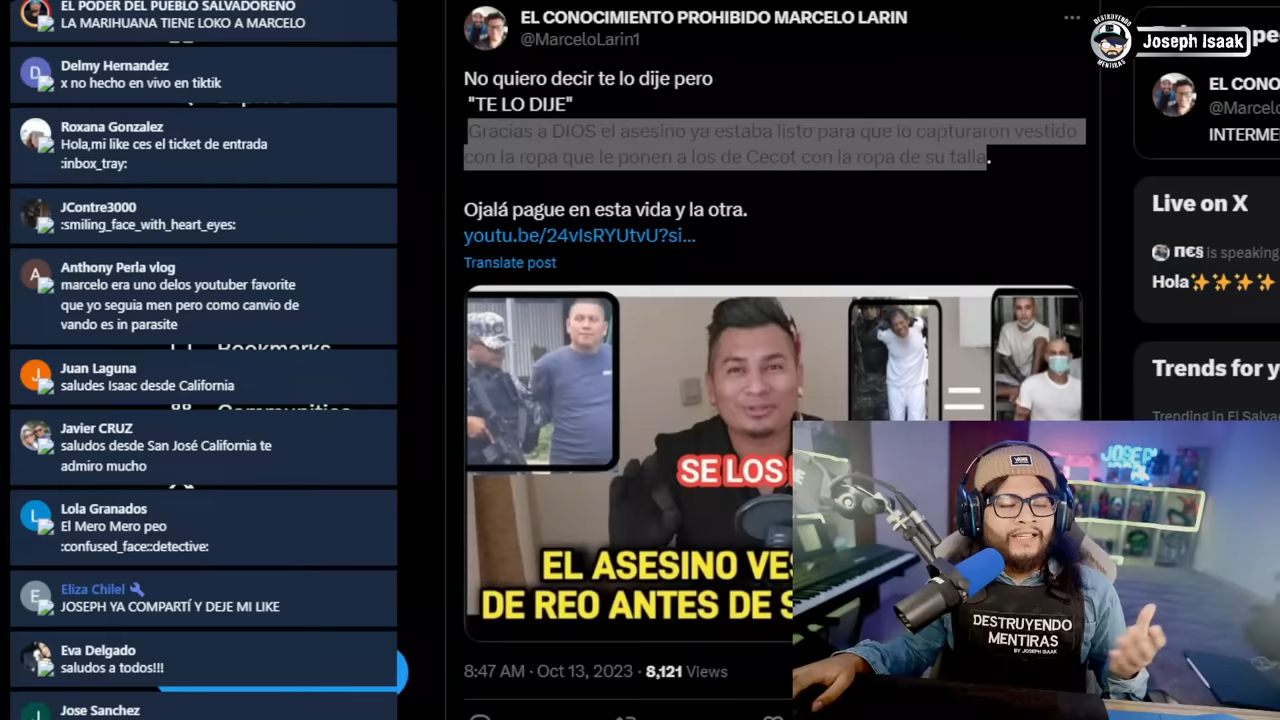 EL PODER DEL PUEBLO SALVADOREÑO
LA MARIHUANA TIENE LOKO A MARCELO
Delmy Hernandez
x no hecho en vivo en tiktik
Roxana Gonzalez
Hola,mi like ces el ticket de entrada
:inbox_tray:
JContre3000
:smiling_face_with_heart_eyes:
Anthony Perla vlog
marcelo era uno delos youtuber favorite
que yo seguia men pero como canvio de
vando es in parasite
Bookmarks
Juan Laguna
saludes Isaac desde California
Communities
Javier CRUZ
saludos desde San José California te
admiro mucho
Lola Granados
El Mero Mero peo
:confused_face::detective:
Eliza Chilel
JOSEPH YA COMPARTÍ Y DEJE MI LIKE
Eva Delgado
saludos a todos!!!
Jose Sanchez
EL CONOCIMIENTO PROHIBIDO MARCELO LARIN
@MarceloLarin1
No quiero decir te lo dije pero
"TE LO DIJE"
Gracias a DIOS el asesino ya estaba listo para que lo capturaron vestido
con la ropa que le ponen a los de Cecot con la ropa de su talla.
Ojalá pague en esta vida y la otra.
youtu.be/24vIsRYUtvU?si...
Translate post
SE LOS
EL ASESINO VES
DE REO ANTES DE S
8:47 AM · Oct 13, 2023 · 8,121 Views
DESTRUYENDO
MENTIRAS
Joseph Isaak
EL CONO
@Marcelo
INTERME
Live on X
П€§ is speaking
Hola
Trends for y
Trending in El Salva
JOSEPH
VANS
DESTRUYENDO
MENTIRAS
BY JOSEPH ISAAK